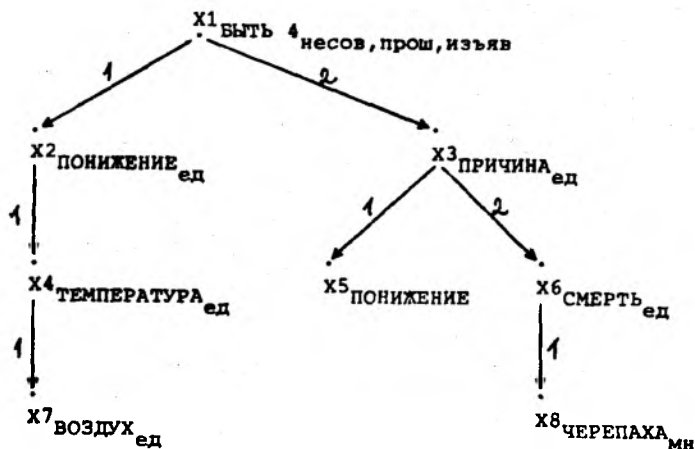 X1 БЫТЬ 4 несов,прош,изъяв
1 2
X2 ПОНИЖЕНИЕ ед X3 ПРИЧИНА ед
1 1 2
X4 ТЕМПЕРАТУРА ед X5 ПОНИЖЕНИЕ X6 СМЕРТЬ ед
1 1
X7 ВОЗДУХ ед X8 ЧЕРЕПАХА мн